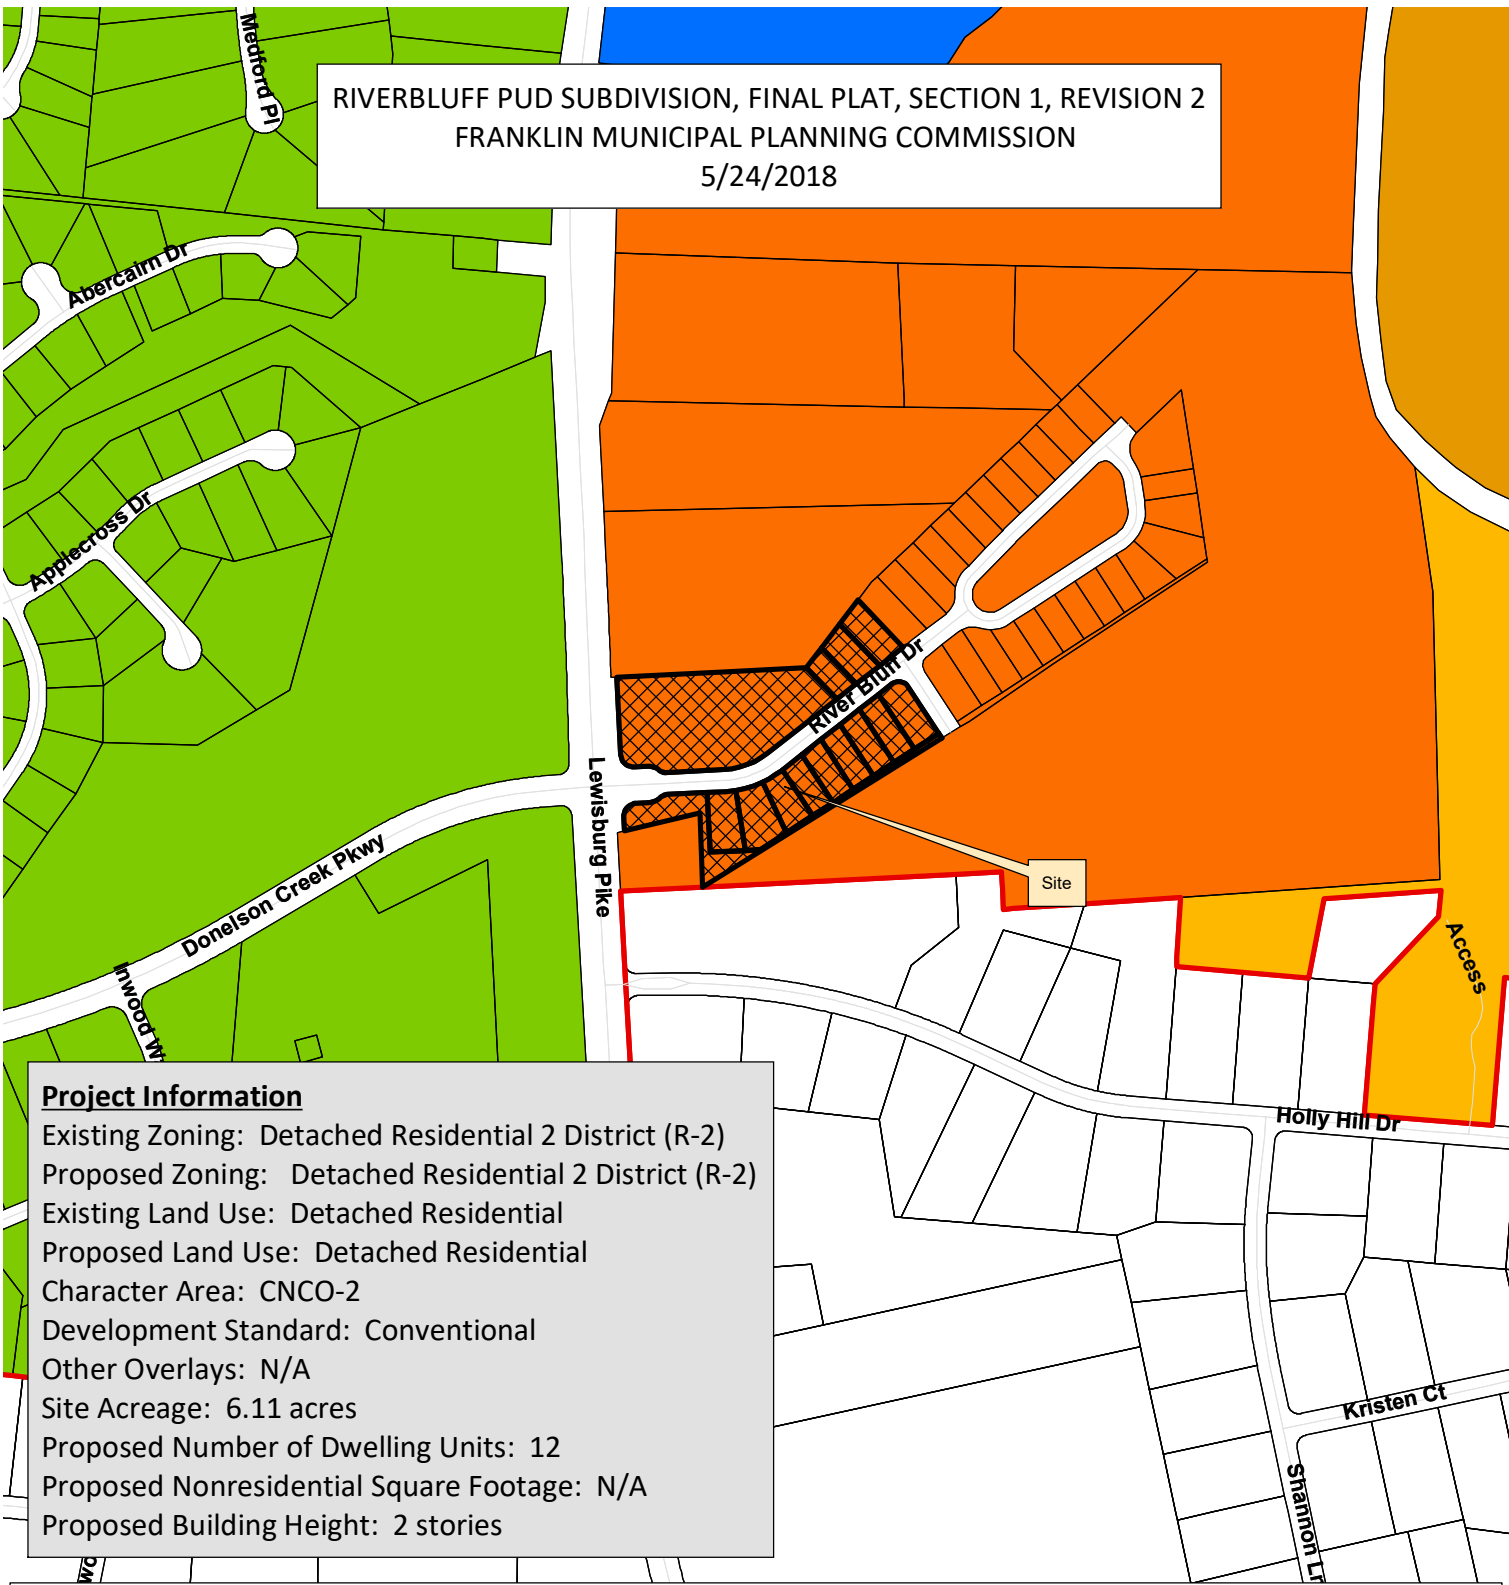 Medford Pl
RIVERBLUFF PUD SUBDIVISION, FINAL PLAT, SECTION 1, REVISION 2
FRANKLIN MUNICIPAL PLANNING COMMISSION
5/24/2018
Abercairn Dr
Applecross Dr
River Bluff Dr
Lewisburg Pike
Donelson Creek Pkwy
Site
Access
Inwood W
Holly Hill Dr
Kristen Ct
Shannon Ln
Project Information
Existing Zoning: Detached Residential 2 District (R-2)
Proposed Zoning: Detached Residential 2 District (R-2)
Existing Land Use: Detached Residential
Proposed Land Use: Detached Residential
Character Area: CNCO-2
Development Standard: Conventional
Other Overlays: N/A
Site Acreage: 6.11 acres
Proposed Number of Dwelling Units: 12
Proposed Nonresidential Square Footage: N/A
Proposed Building Height: 2 stories